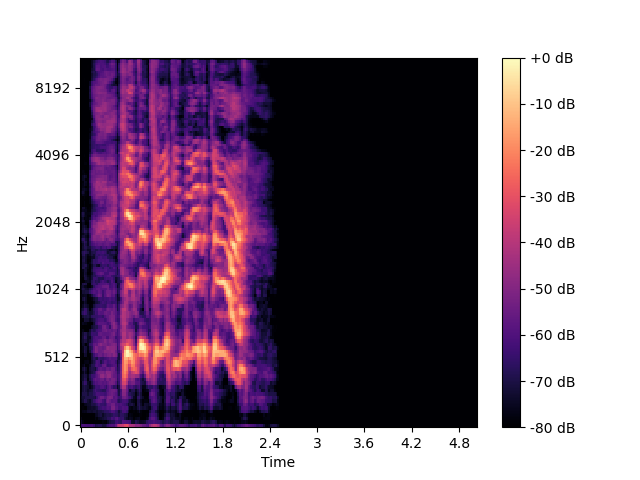 +0 dB
8192
-10 dB
4096
-20 dB
-30 dB
2048
Hz
-40 dB
1024
-50 dB
-60 dB
512
-70 dB
0
-80 dB
0 0.6 1.2 1.8 2.4 3 3.6 4.2 4.8
Time